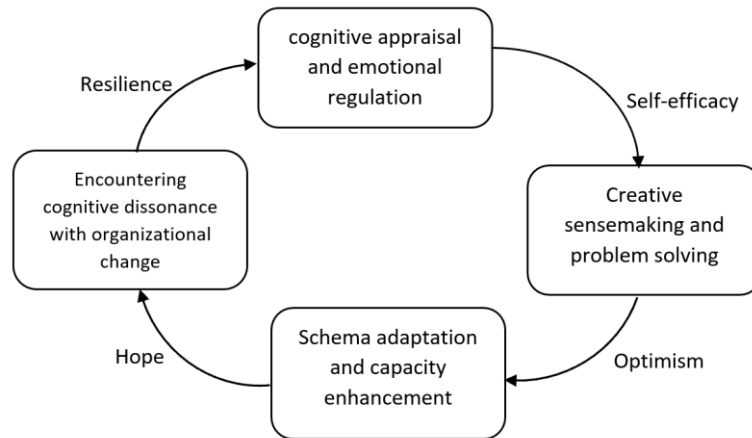 cognitive appraisal
and emotional
regulation
Resilience
Self-efficacy
Encountering
cognitive dissonance
with organizational
change
Creative
sensemaking and
problem solving
Hope
Schema adaptation
and capacity
enhancement
Optimism